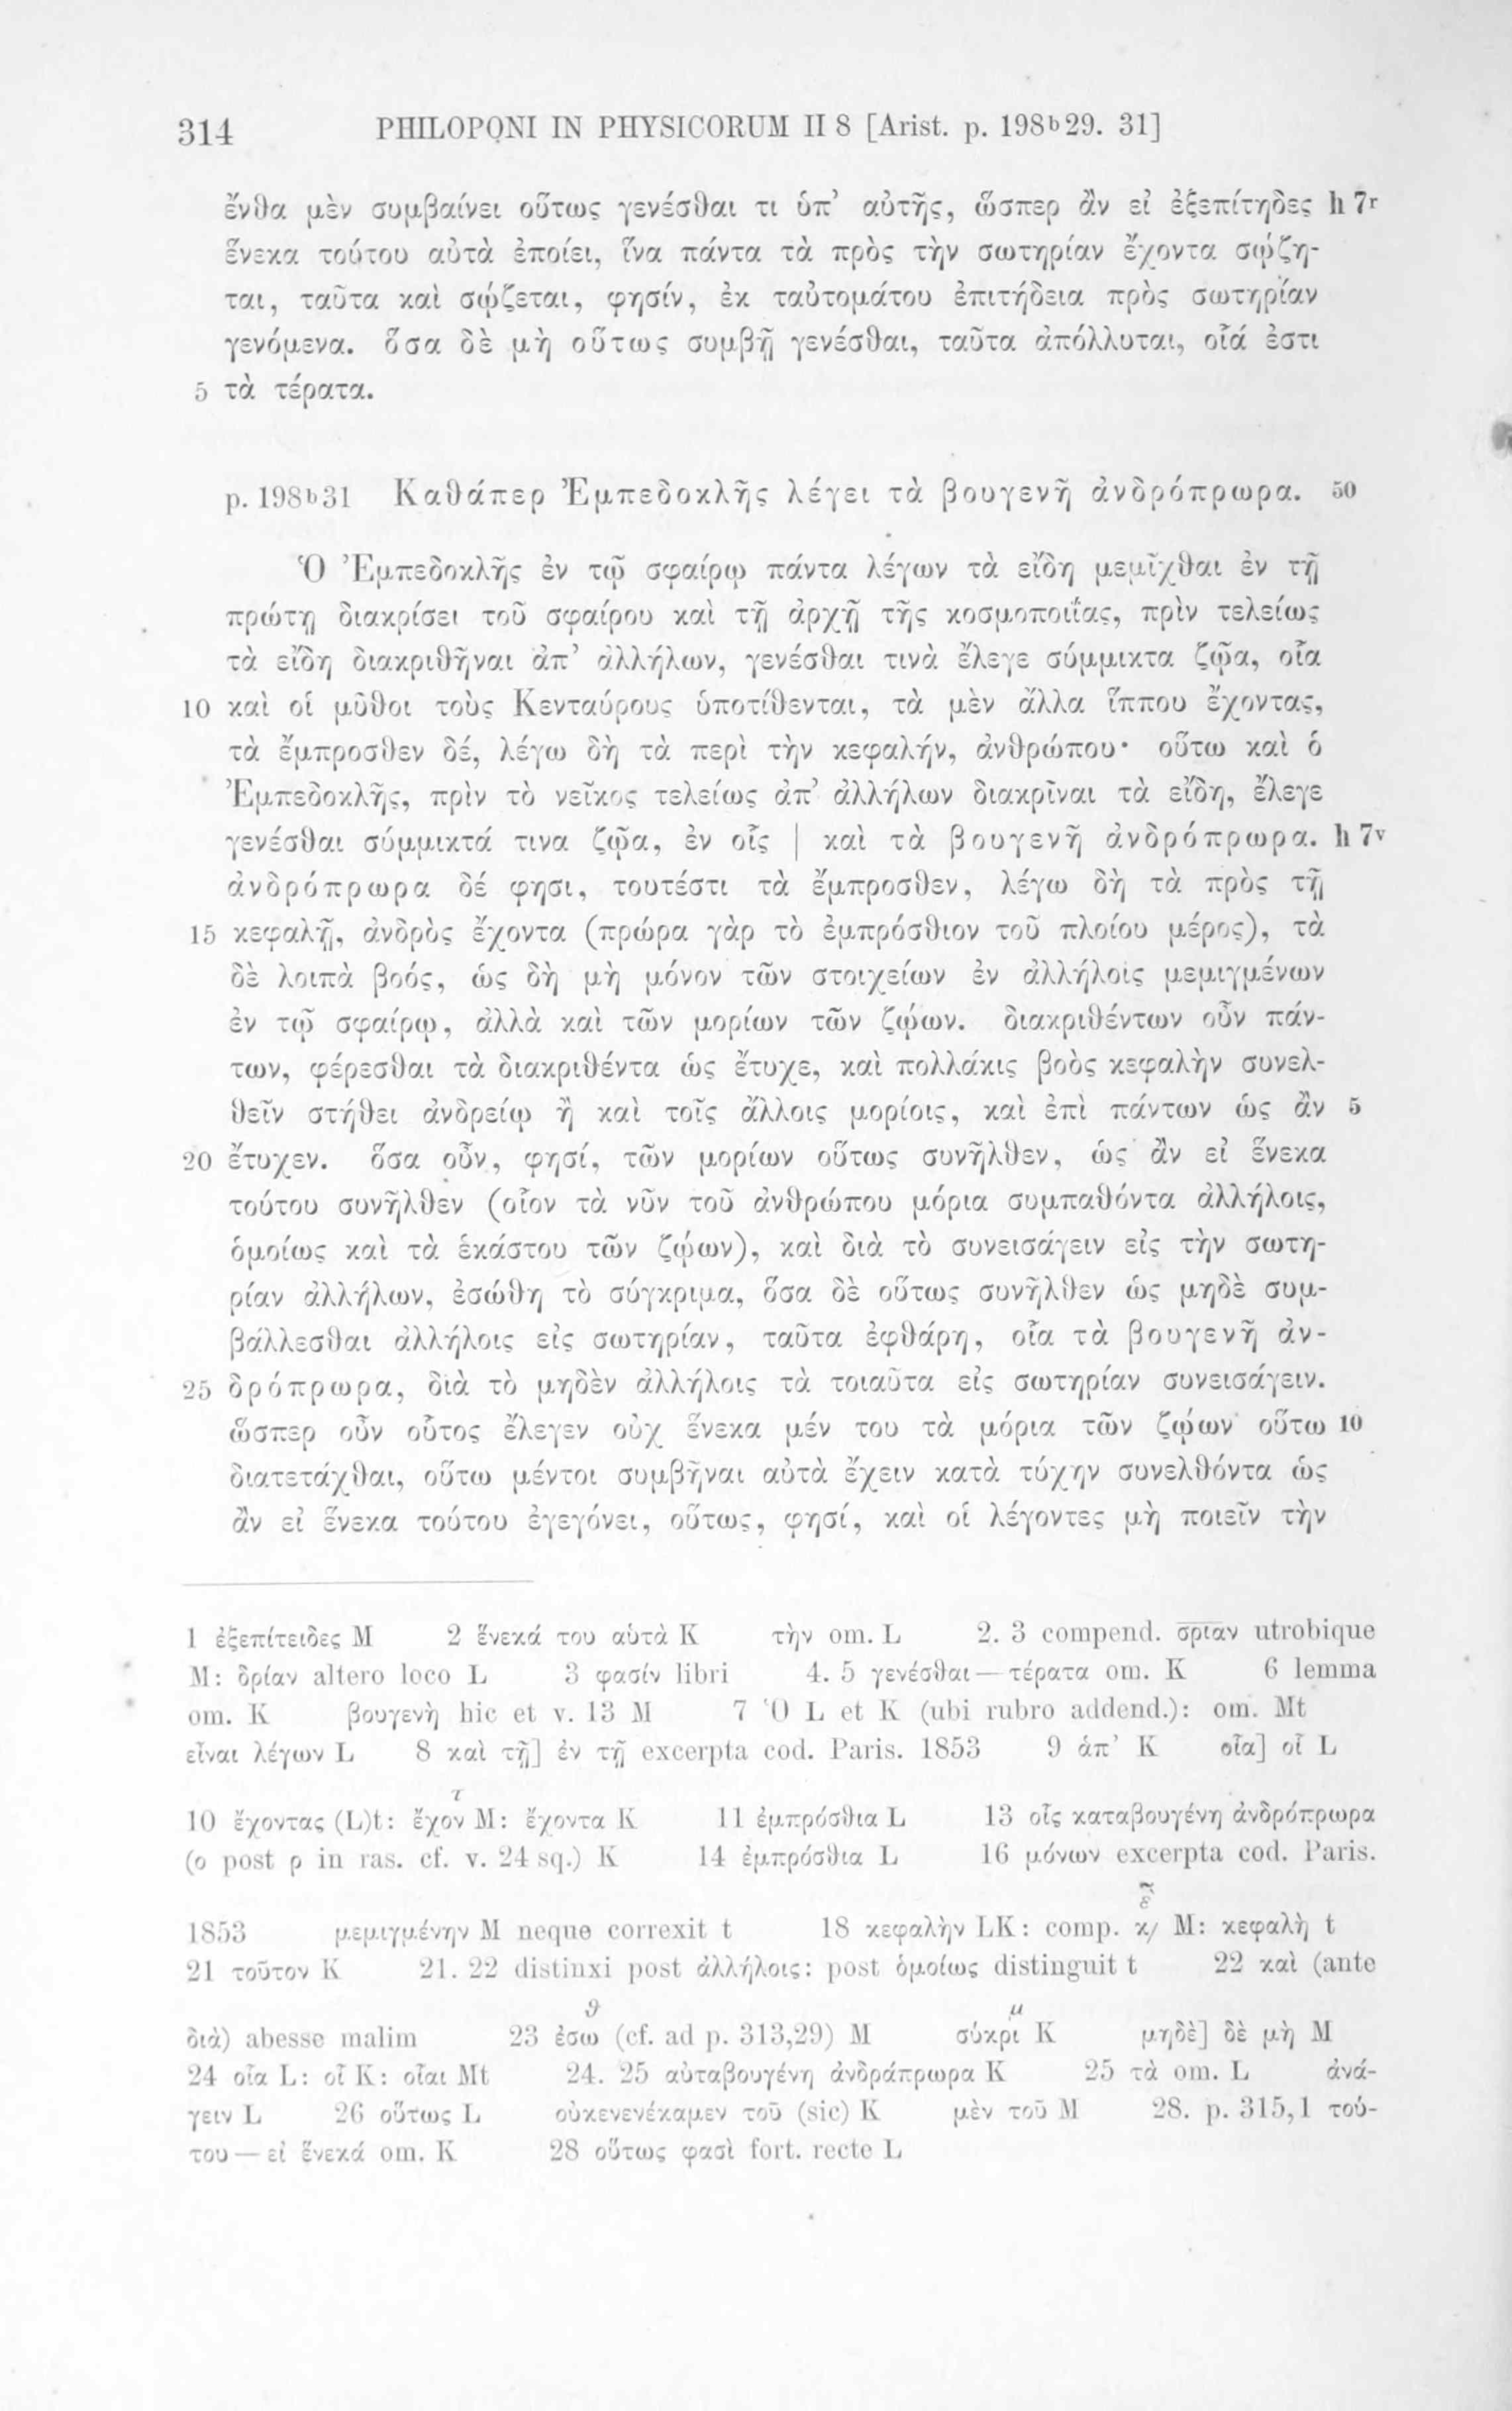 314 PHILOPONI IN PHYSICORUM II 8 [Arist. p. 198ᵇ29. 31]
ἔνθα μὲν συμβαίνει οὕτως γενέσθαι τι ὑπ’ αὐτῆς, ὥσπερ ἂν εἰ ἐξεπίτηδες h 7ʳ
ἕνεκα τούτου αὐτὰ ἐποίει, ἵνα πάντα τὰ πρὸς τὴν σωτηρίαν ἔχοντα σῴζη-
ται, ταῦτα καὶ σῴζεται, φησίν, ἐκ ταὐτομάτου ἐπιτήδεια πρὸς σωτηρίαν
γενόμενα. ὅσα δὲ μὴ οὕτως συμβῇ γενέσθαι, ταῦτα ἀπόλλυται, οἷά ἐστι
5 τὰ τέρατα.
p. 198ᵇ31 Καθάπερ Ἐμπεδοκλῆς λέγει τὰ βουγενῆ ἀνδρόπρωρα. 50
Ὁ Ἐμπεδοκλῆς ἐν τῷ σφαίρῳ πάντα λέγων τὰ εἴδη μεμῖχθαι ἐν τῇ
πρώτῃ διακρίσει τοῦ σφαίρου καὶ τῇ ἀρχῇ τῆς κοσμοποιΐας, πρὶν τελείως
τὰ εἴδη διακριθῆναι ἀπ’ ἀλλήλων, γενέσθαι τινὰ ἔλεγε σύμμικτα ζῷα, οἷα
10 καὶ οἱ μῦθοι τοὺς Κενταύρους ὑποτίθενται, τὰ μὲν ἄλλα ἵππου ἔχοντας,
τὰ ἔμπροσθεν δέ, λέγω δὴ τὰ περὶ τὴν κεφαλήν, ἀνθρώπου· οὕτω καὶ ὁ
Ἐμπεδοκλῆς, πρὶν τὸ νεῖκος τελείως ἀπ’ ἀλλήλων διακρῖναι τὰ εἴδη, ἔλεγε
γενέσθαι σύμμικτά τινα ζῷα, ἐν οἷς | καὶ τὰ βουγενῆ ἀνδρόπρωρα. h 7ᵛ
ἀνδρόπρωρα δέ φησι, τουτέστι τὰ ἔμπροσθεν, λέγω δὴ τὰ πρὸς τῇ
15 κεφαλῇ, ἀνδρὸς ἔχοντα (πρώρα γὰρ τὸ ἐμπρόσθιον τοῦ πλοίου μέρος), τὰ
δὲ λοιπὰ βοός, ὡς δὴ μὴ μόνον τῶν στοιχείων ἐν ἀλλήλοις μεμιγμένων
ἐν τῷ σφαίρῳ, ἀλλὰ καὶ τῶν μορίων τῶν ζῴων. διακριθέντων οὖν πάν-
των, φέρεσθαι τὰ διακριθέντα ὡς ἔτυχε, καὶ πολλάκις βοὸς κεφαλὴν συνελ-
θεῖν στήθει ἀνδρείῳ ἢ καὶ τοῖς ἄλλοις μορίοις, καὶ ἐπὶ πάντων ὡς ἂν 5
20 ἔτυχεν. ὅσα οὖν, φησί, τῶν μορίων οὕτως συνῆλθεν, ὡς ἂν εἰ ἕνεκα
τούτου συνῆλθεν (οἷον τὰ νῦν τοῦ ἀνθρώπου μόρια συμπαθόντα ἀλλήλοις,
ὁμοίως καὶ τὰ ἑκάστου τῶν ζῴων), καὶ διὰ τὸ συνεισάγειν εἰς τὴν σωτη-
ρίαν ἀλλήλων, ἐσώθη τὸ σύγκριμα, ὅσα δὲ οὕτως συνῆλθεν ὡς μηδὲ συμ-
βάλλεσθαι ἀλλήλοις εἰς σωτηρίαν, ταῦτα ἐφθάρη, οἷα τὰ βουγενῆ ἀν-
25 δρόπρωρα, διὰ τὸ μηδὲν ἀλλήλοις τὰ τοιαῦτα εἰς σωτηρίαν συνεισάγειν.
ὥσπερ οὖν οὗτος ἔλεγεν οὐχ ἕνεκα μέν του τὰ μόρια τῶν ζῴων οὕτω 10
διατετάχθαι, οὕτω μέντοι συμβῆναι αὐτὰ ἔχειν κατὰ τύχην συνελθόντα ὡς
ἂν εἰ ἕνεκα τούτου ἐγεγόνει, οὕτως, φησί, καὶ οἱ λέγοντες μὴ ποιεῖν τὴν
1 ἐξεπίτειδες M 2 ἕνεκά του αὑτὰ K τὴν om. L 2. 3 compend. σριαν utrobique
M: δρίαν altero loco L 3 φασίν libri 4. 5 γενέσθαι — τέρατα om. K 6 lemma
om. K βουγενὴ hic et v. 13 M 7 Ὁ L et K (ubi rubro addend.): om. Mt
εἶναι λέγων L 8 καὶ τῇ] ἐν τῇ excerpta cod. Paris. 1853 9 ἁπ’ K οἷα] οἷ L
10 ἔχοντας (L)t: ἔχον^τ M: ἔχοντα K 11 ἐμπρόσθια L 13 οἷς καταβουγένη ἀνδρόπρωρα
(ο post ρ in ras. cf. v. 24 sq.) K 14 ἐμπρόσθια L 16 μόνων excerpta cod. Paris.
1853 μεμιγμένην M neque correxit t 18 κεφαλὴν LK: comp. κ/ M: κεφαλὴ t
21 τοῦτον K 21. 22 distinxi post ἀλλήλοις: post ὁμοίως distinguit t 22 καὶ (ante
διὰ) abesse malim 23 ἐσω^θ (cf. ad p. 313,29) M σύκρι^μ K μηδὲ] δὲ μὴ M
24 οἷα L: οἷ K: οἷαι Mt 24. 25 αὐταβουγένη ἀνδράπρωρα K 25 τὰ om. L ἀνά-
γειν L 26 οὕτως L οὐκενενέκαμεν τοῦ (sic) K μὲν τοῦ M 28. p. 315,1 τού-
του — εἰ ἕνεκά om. K 28 οὕτως φασὶ fort. recte L